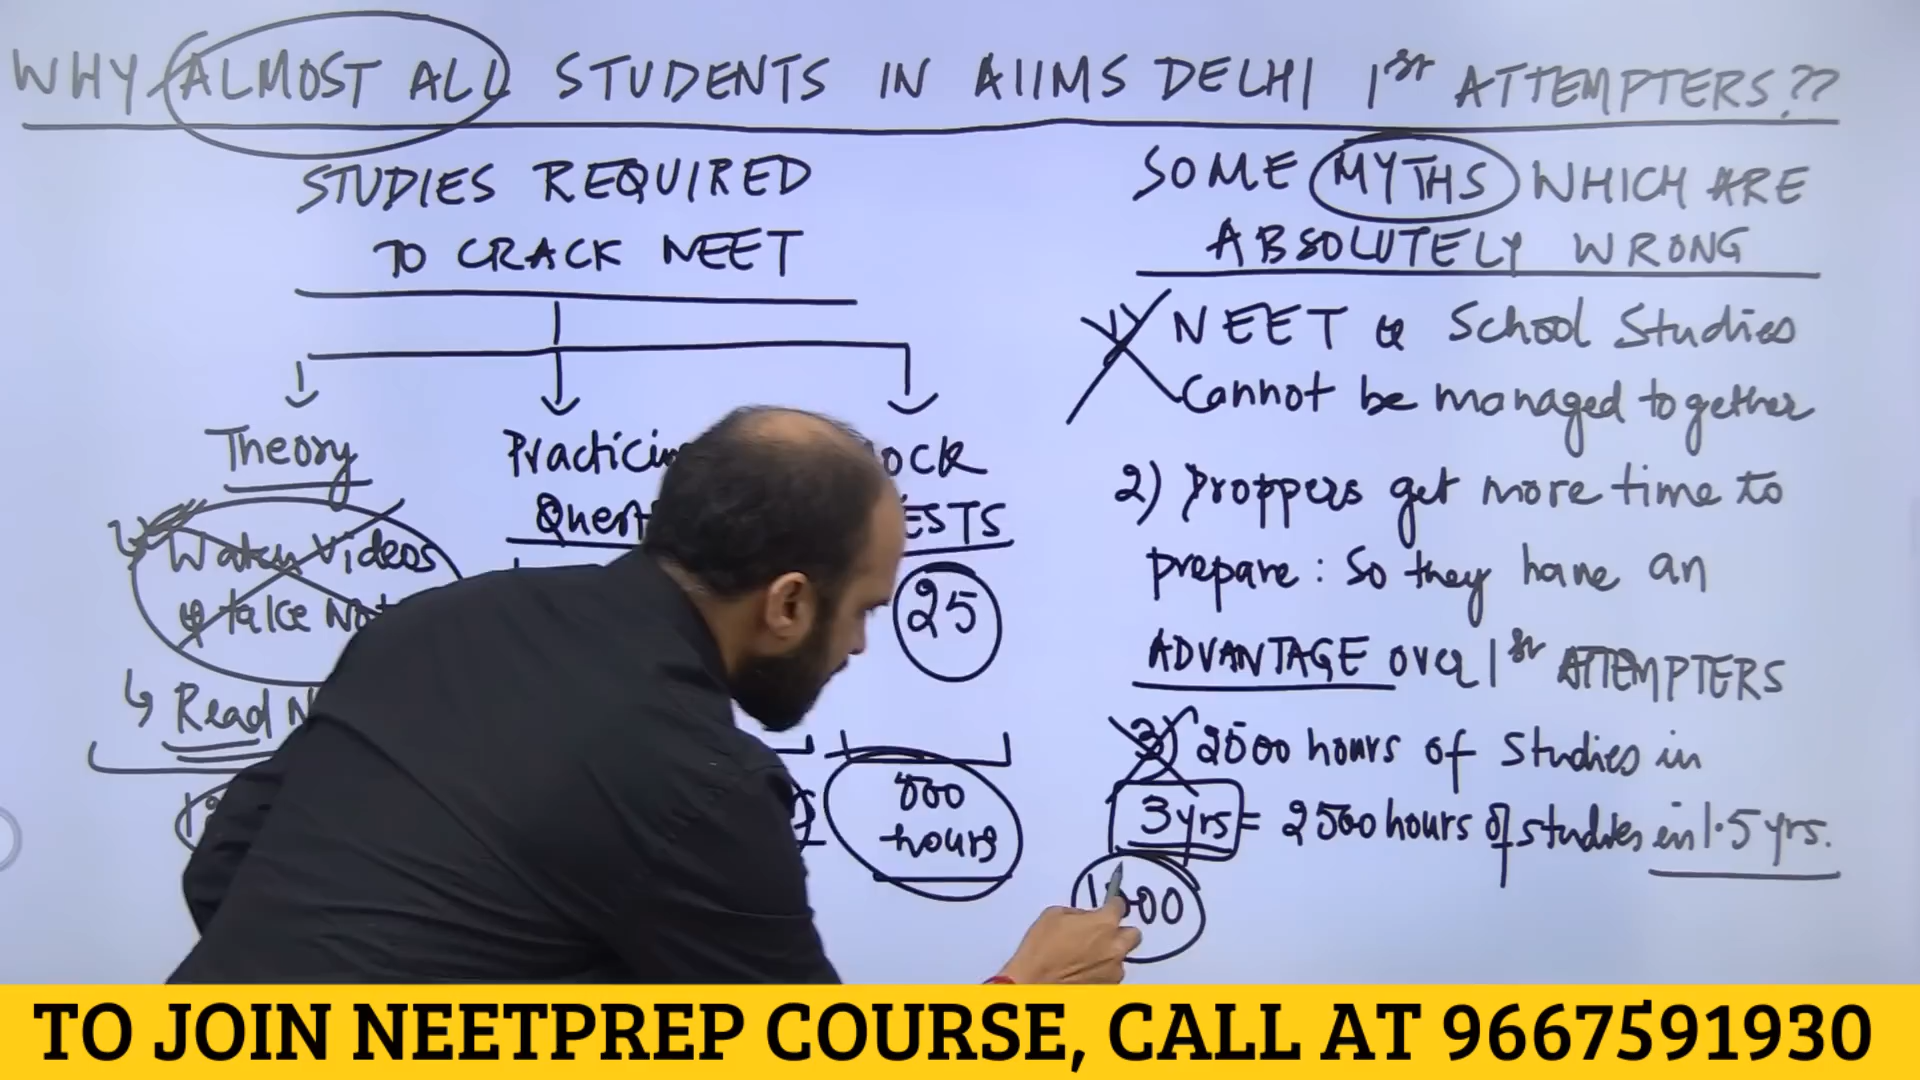 WHY ALMOST ALL STUDENTS IN AIIMS DELHI 1st ATTEMPTERS??
STUDIES REQUIRED
TO CRACK NEET
Theory
Watch Videos
& take
Read
Practicin
Quest
OCK
ESTS
25
800
hours
SOME MYTHS WHICH ARE
ABSOLUTELY WRONG
NEET & School Studies
Cannot be managed together
2) Droppers get more time to
prepare: So they have an
ADVANTAGE over 1st ATTEMPTERS
3) 2500 hours of Studies in
3yrs = 2500 hours of studies in 1.5 yrs.
TO JOIN NEETPREP COURSE, CALL AT 9667591930